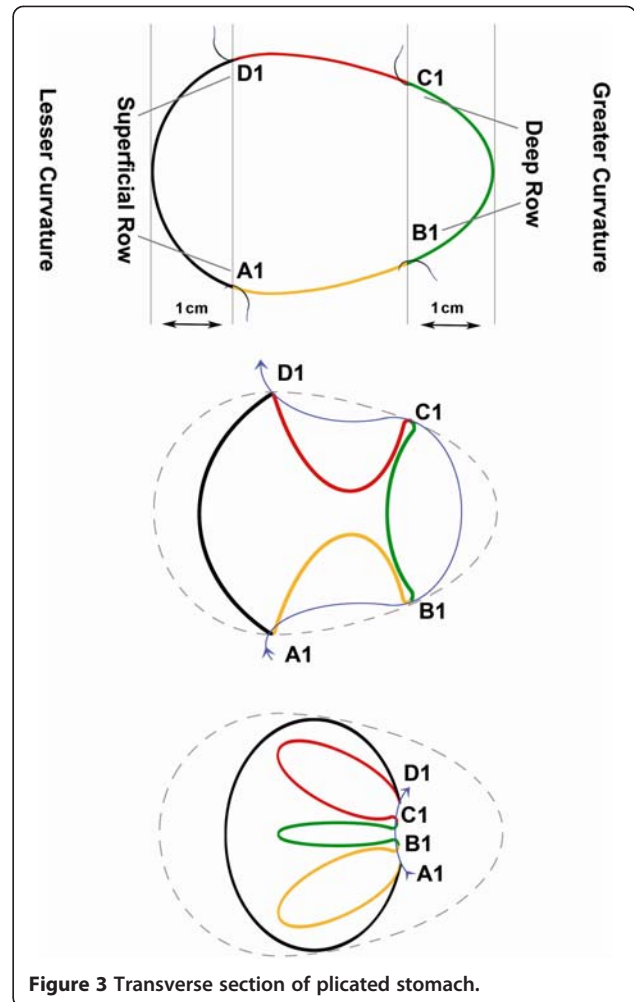 D1
C1
Lesser Curvature
Superficial Row
Deep Row
Greater Curvature
B1
A1
1cm
1cm
D1
C1
B1
A1
D1
C1
B1
A1
Figure 3 Transverse section of plicated stomach.